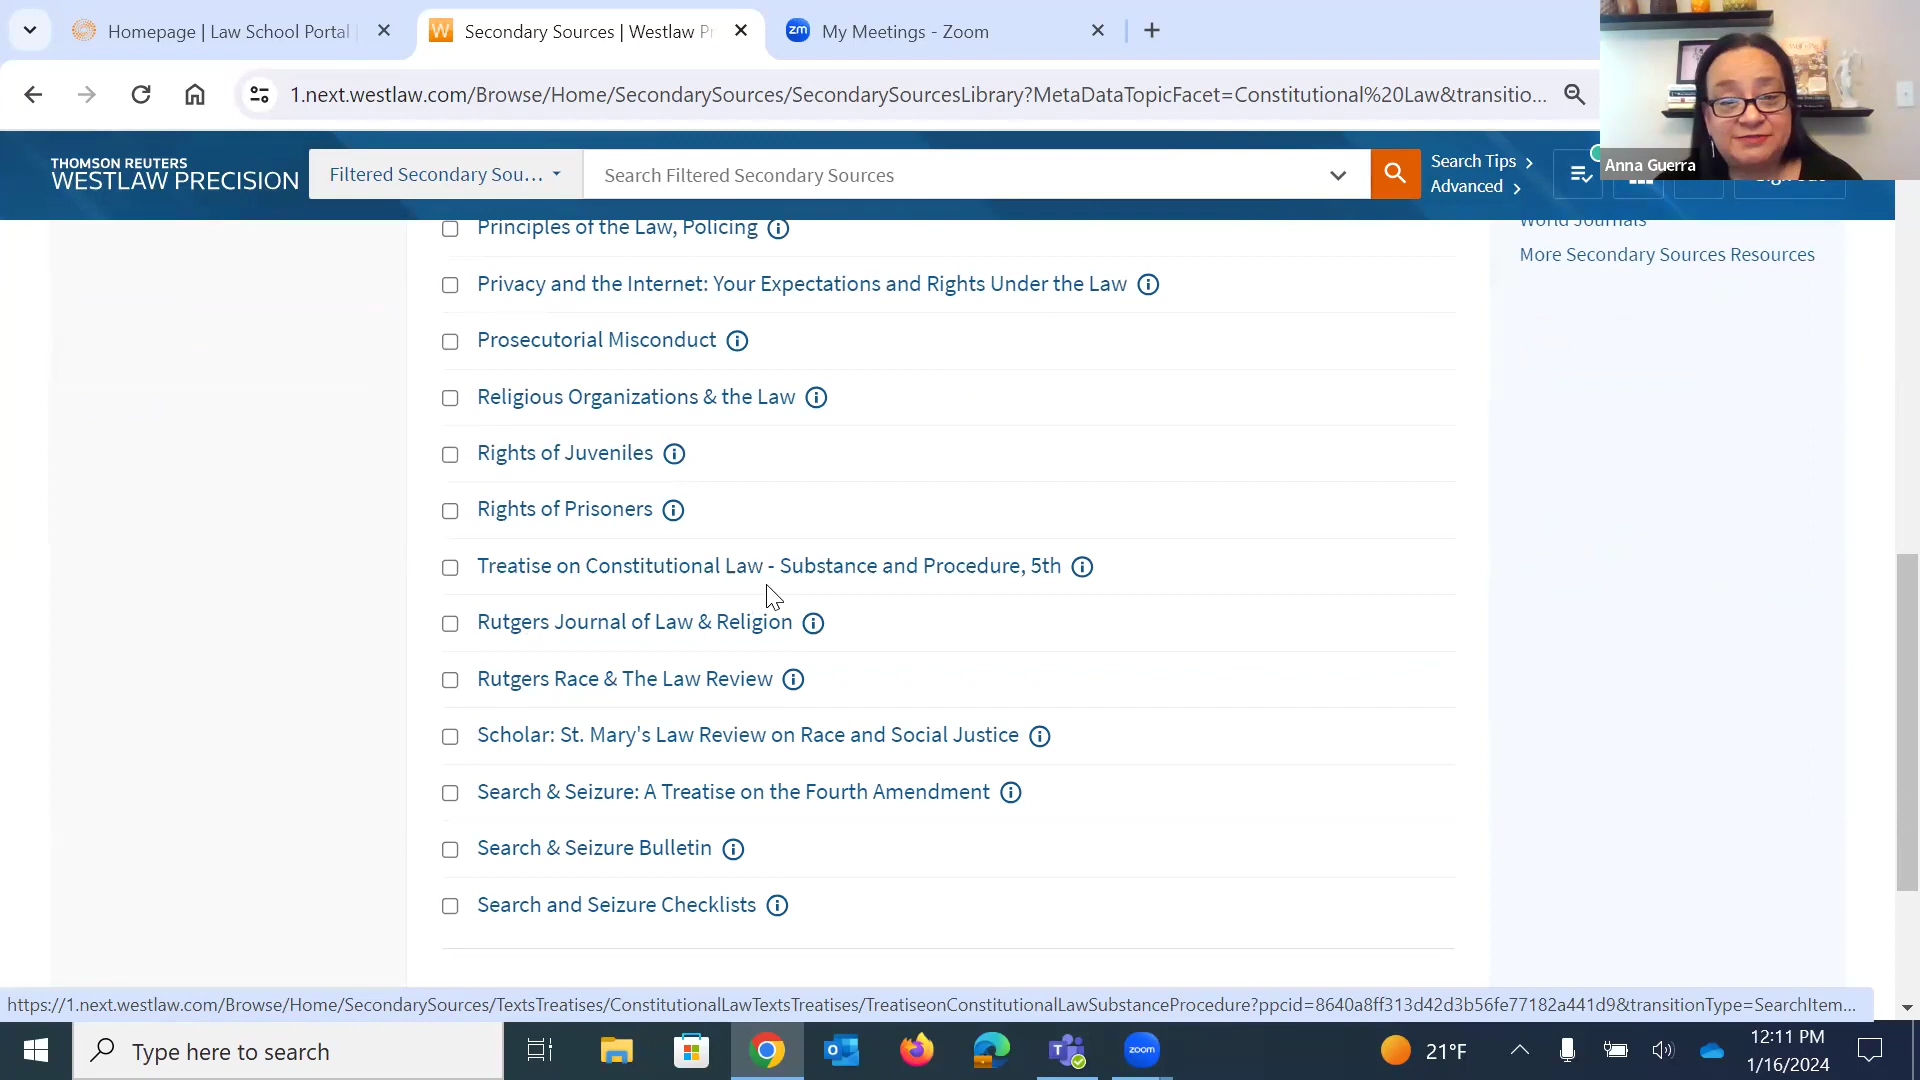 Homepage | Law School Portal
Secondary Sources | Westlaw Pr
zm My Meetings - Zoom
1.next.westlaw.com/Browse/Home/SecondarySources/SecondarySourcesLibrary?MetaDataTopicFacet=Constitutional%20Law&transitio...
Anna Guerra
THOMSON REUTERS
WESTLAW PRECISION
Filtered Secondary Sou...
Search Filtered Secondary Sources
Search Tips
Advanced
Principles of the Law, Policing
Privacy and the Internet: Your Expectations and Rights Under the Law
Prosecutorial Misconduct
Religious Organizations & the Law
Rights of Juveniles
Rights of Prisoners
Treatise on Constitutional Law - Substance and Procedure, 5th
Rutgers Journal of Law & Religion
Rutgers Race & The Law Review
Scholar: St. Mary's Law Review on Race and Social Justice
Search & Seizure: A Treatise on the Fourth Amendment
Search & Seizure Bulletin
Search and Seizure Checklists
World Journals
More Secondary Sources Resources
https://1.next.westlaw.com/Browse/Home/SecondarySources/TextsTreatises/ConstitutionalLawTextsTreatises/TreatiseonConstitutionalLawSubstanceProcedure?ppcid=8640a8ff313d42d3b56fe77182a441d9&transitionType=SearchItem...
Type here to search
zoom
21°F
12:11 PM
1/16/2024